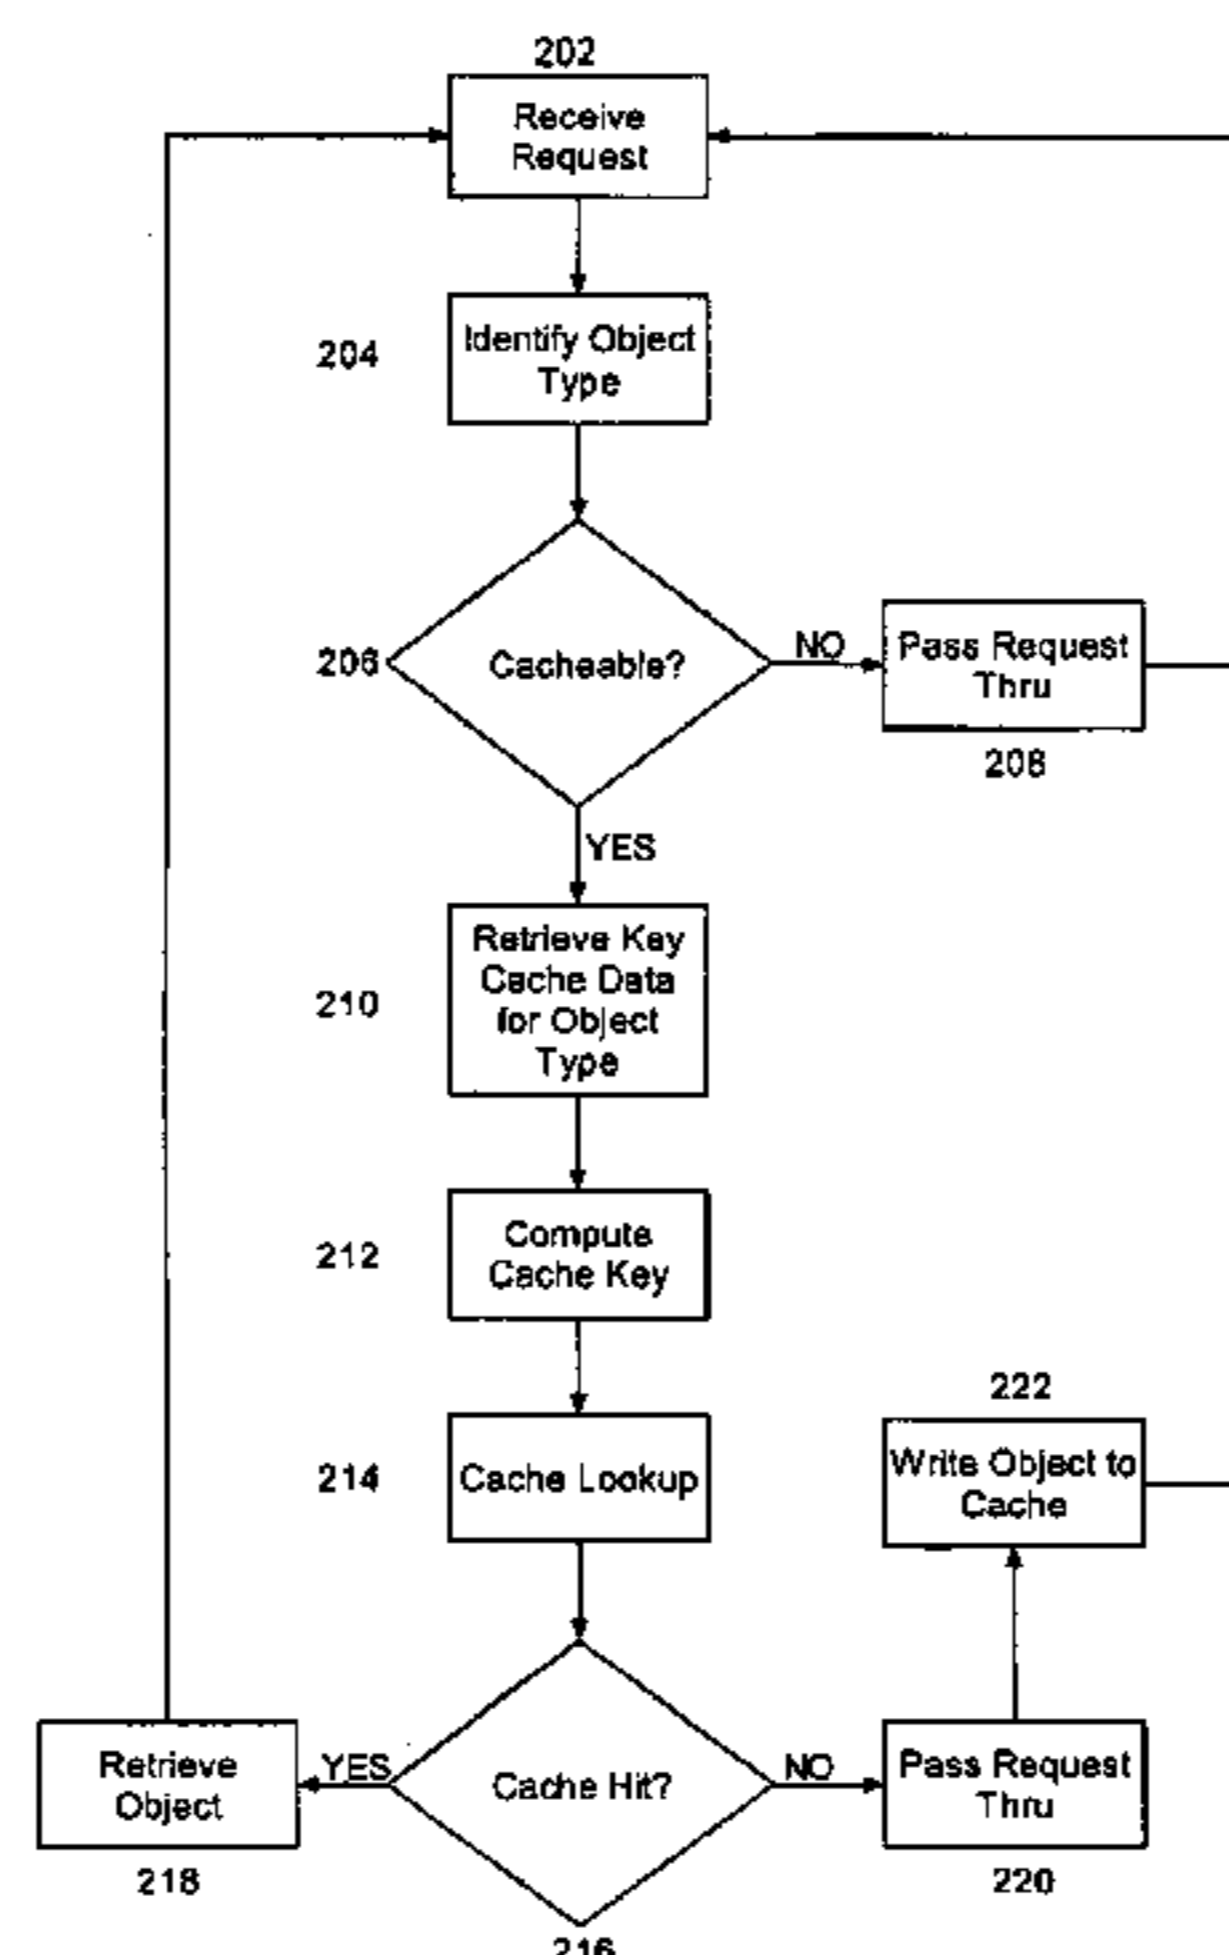 202
Receive
Request
204
Identify Object
Type
206
Cacheable?
NO
Pass Request
Thru
208
YES
210
Retrieve Key
Cache Data
for Object
Type
212
Compute
Cache Key
214
Cache Lookup
222
Write Object to
Cache
Retrieve
Object
218
YES
Cache Hit?
216
NO
Pass Request
Thru
220